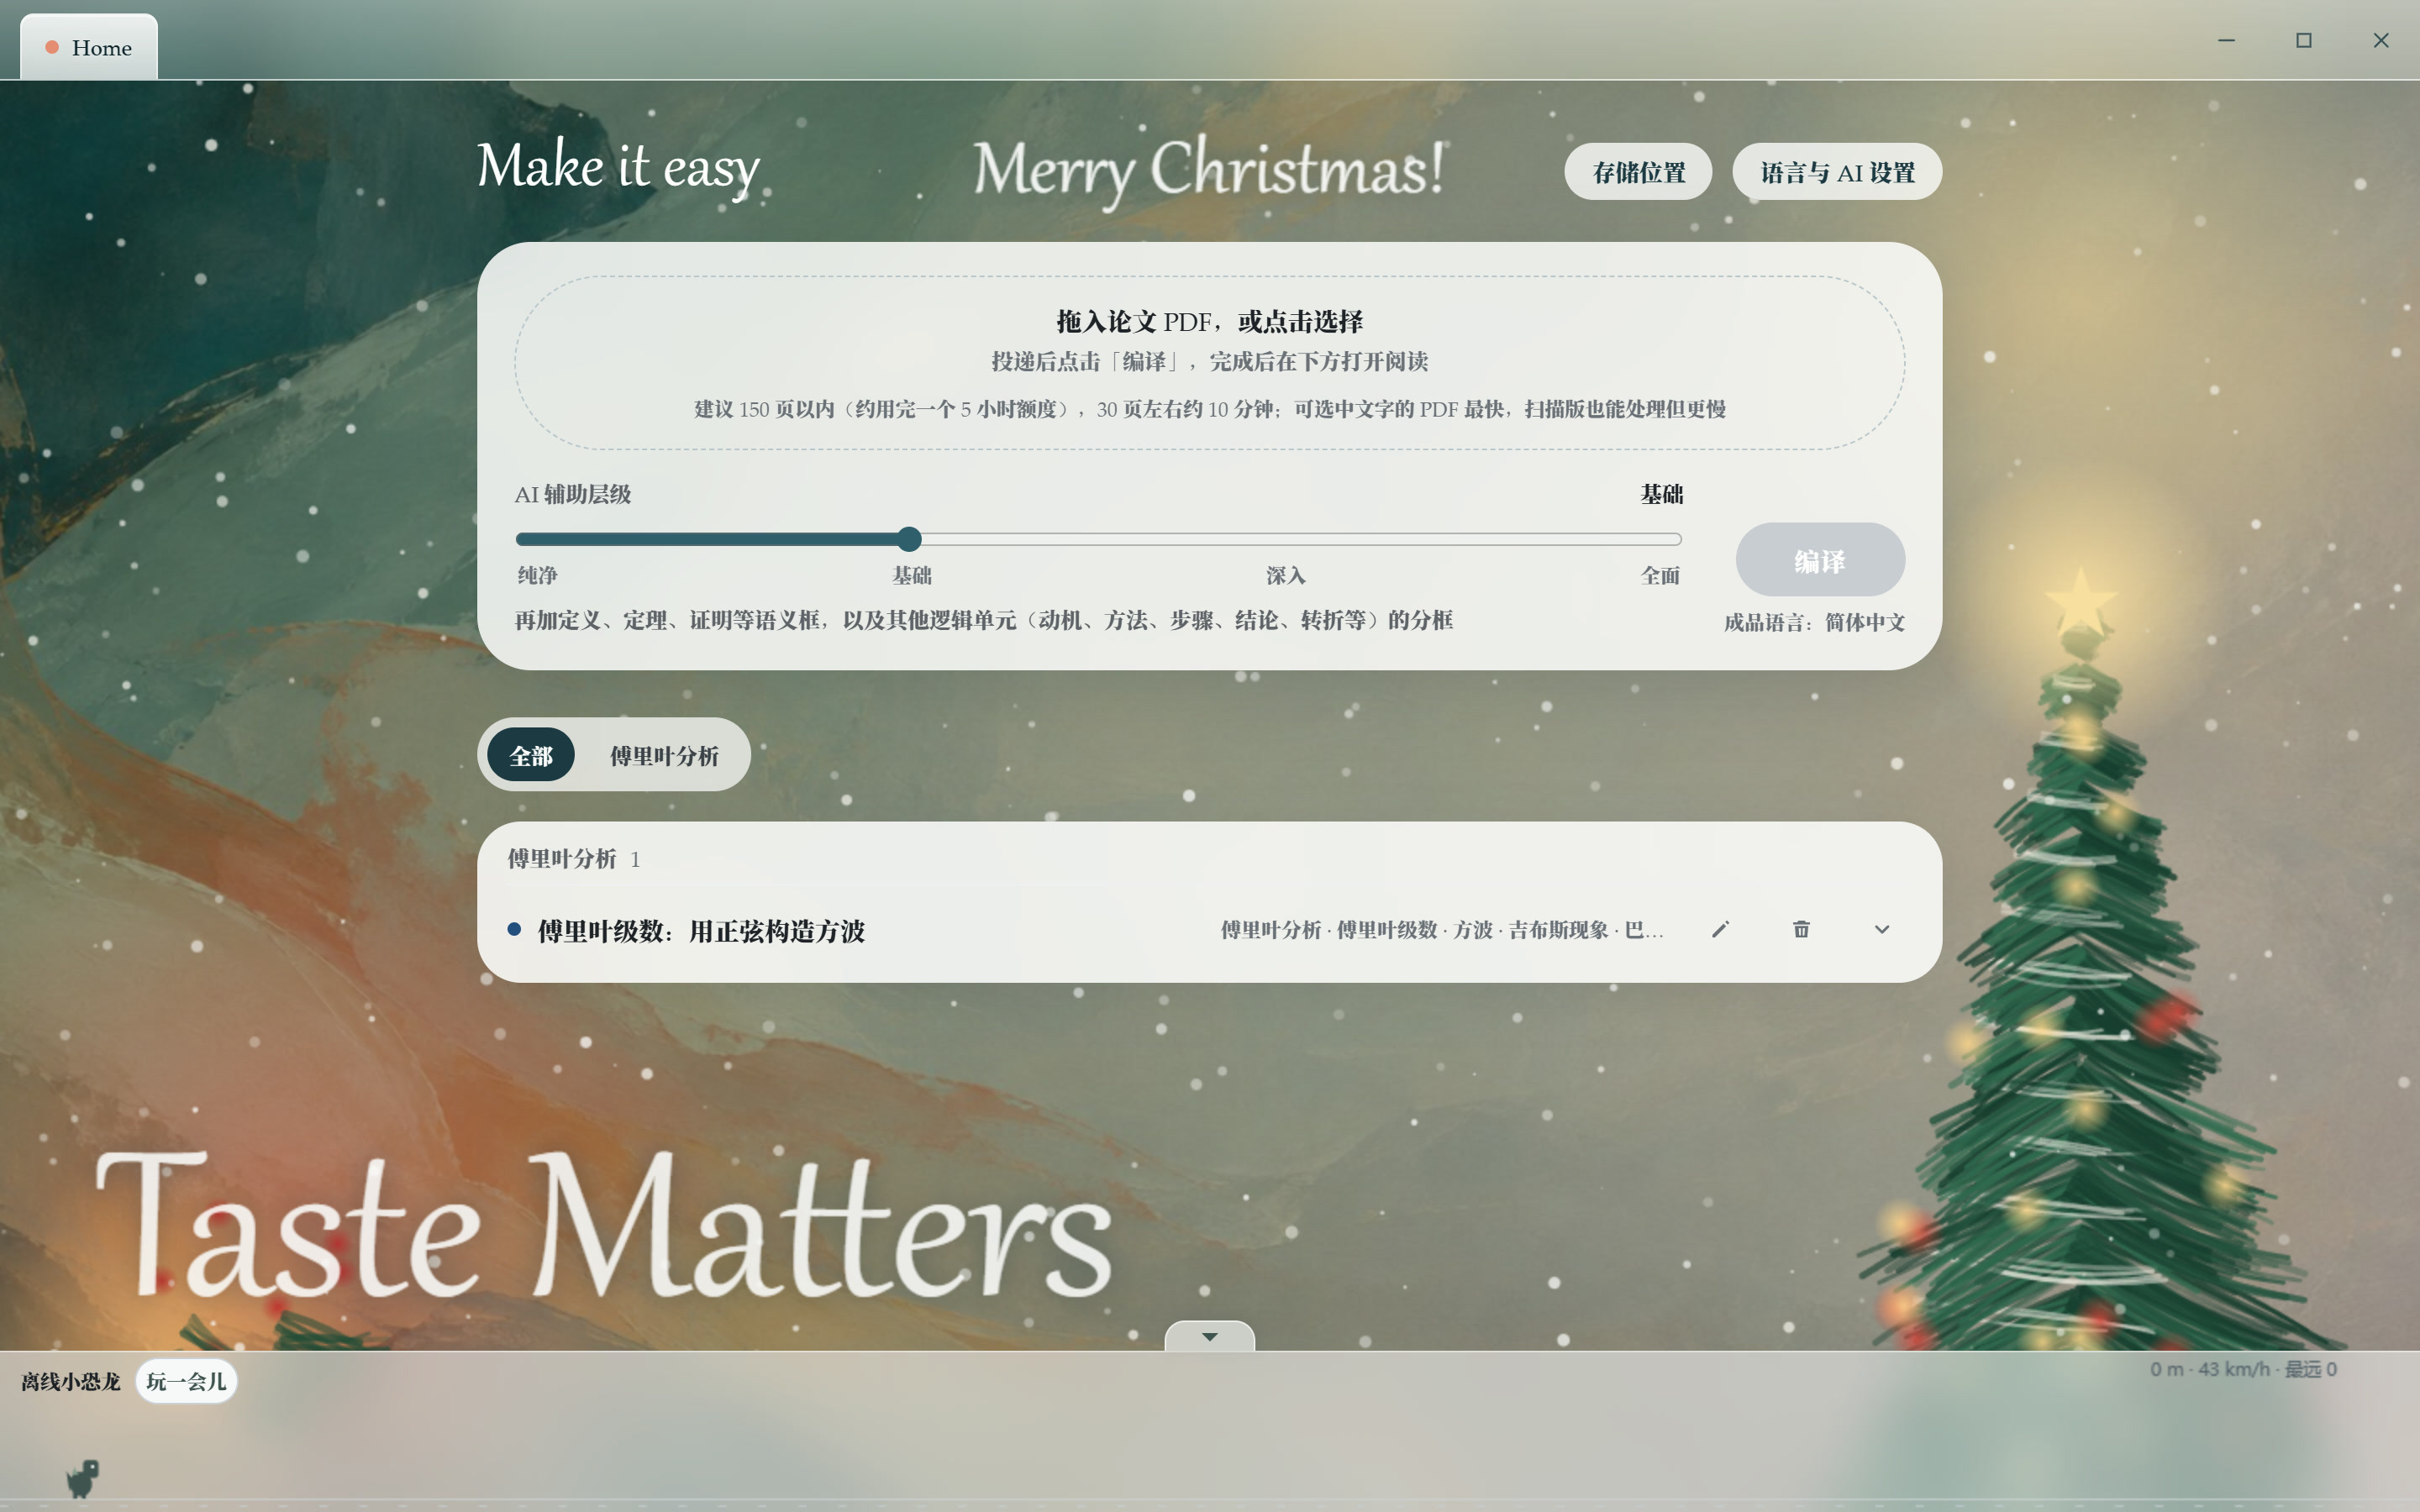 Home
Make it easy
Merry Christmas!
存储位置
语言与 AI 设置
拖入论文 PDF，或点击选择
投递后点击「编译」，完成后在下方打开阅读
建议 150 页以内（约用完一个 5 小时额度），30 页左右约 10 分钟；可选中文字的 PDF 最快，扫描版也能处理但更慢
AI 辅助层级
基础
纯净
基础
深入
全面
编译
再加定义、定理、证明等语义框，以及其他逻辑单元（动机、方法、步骤、结论、转折等）的分框
成品语言：简体中文
全部
傅里叶分析
傅里叶分析 1
傅里叶级数：用正弦构造方波
傅里叶分析 · 傅里叶级数 · 方波 · 吉布斯现象 · 巴…
Taste Matters
离线小恐龙
玩一会儿
0 m · 43 km/h · 最远 0